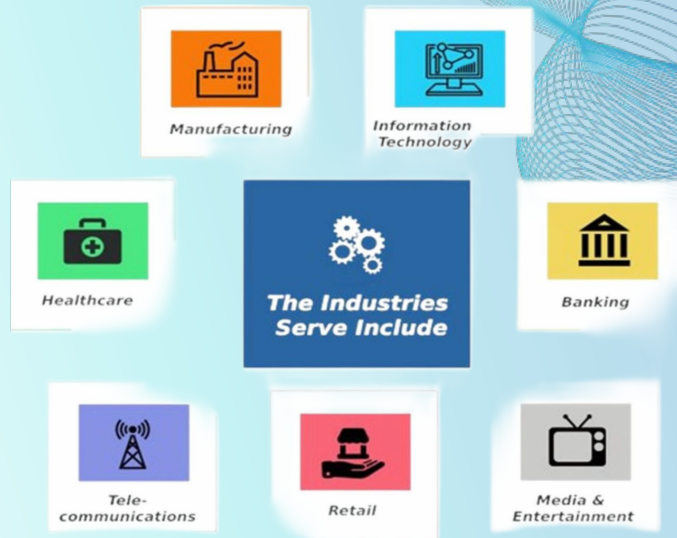 Manufacturing
Information
Technology
Healthcare
The Industries
Serve Include
Banking
Tele-
communications
Retail
Media &
Entertainment